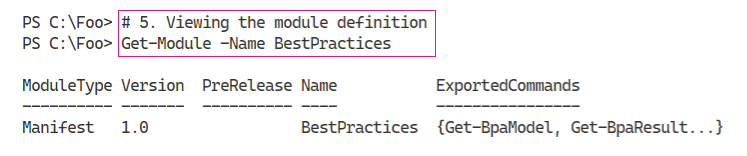 PS C:\Foo> # 5. Viewing the module definition
PS C:\Foo> Get-Module -Name BestPractices
ModuleType Version  PreRelease Name           ExportedCommands
---------- -------  ---------- ----           ----------------
Manifest   1.0                 BestPractices  {Get-BpaModel, Get-BpaResult...}